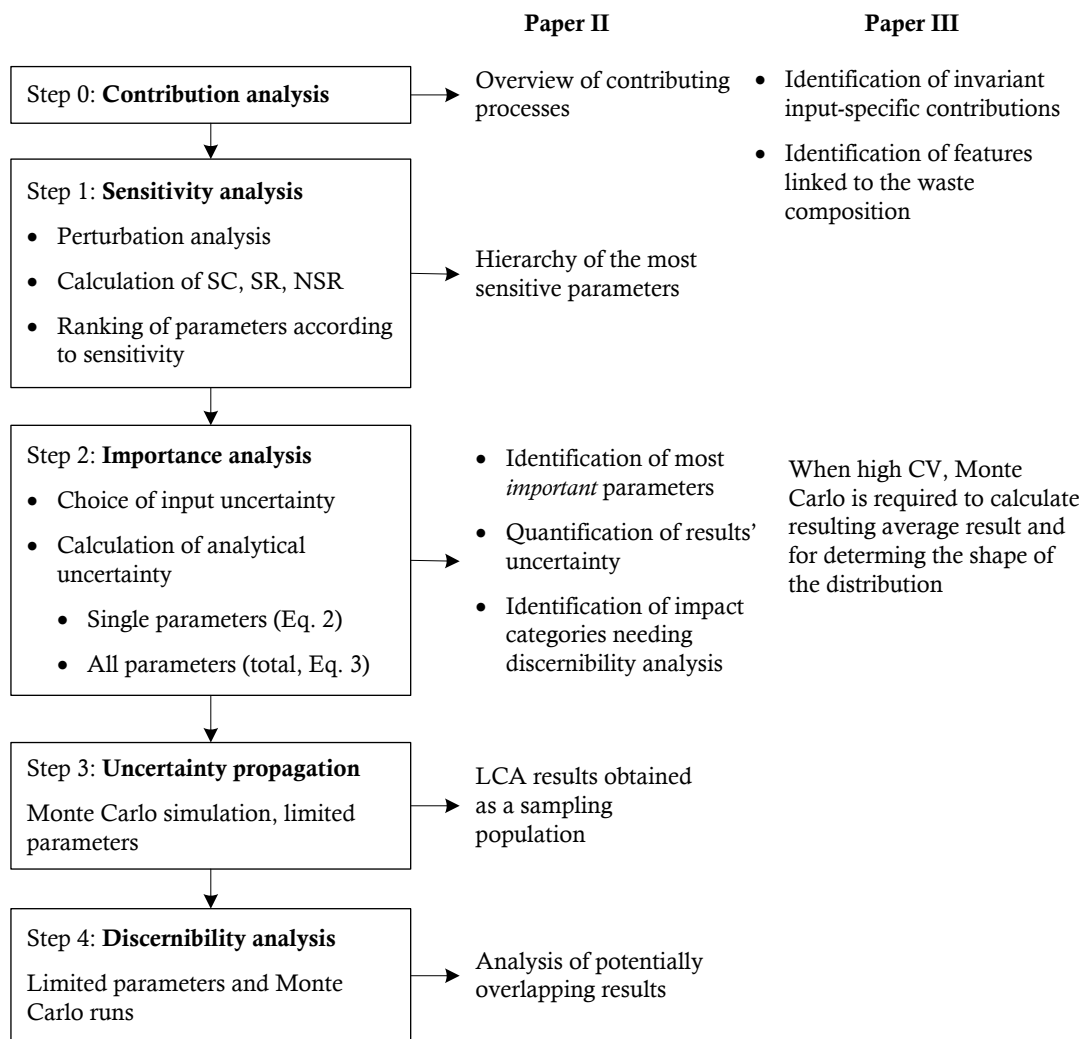 Paper II
Paper III
Step 0: Contribution analysis
Overview of contributing
processes
• Identification of invariant
input-specific contributions
• Identification of features
linked to the waste
composition
Step 1: Sensitivity analysis
• Perturbation analysis
• Calculation of SC, SR, NSR
• Ranking of parameters according
to sensitivity
Hierarchy of the most
sensitive parameters
Step 2: Importance analysis
• Choice of input uncertainty
• Calculation of analytical
uncertainty
• Single parameters (Eq. 2)
• All parameters (total, Eq. 3)
• Identification of most
important parameters
• Quantification of results’
uncertainty
• Identification of impact
categories needing
discernibility analysis
When high CV, Monte
Carlo is required to calculate
resulting average result and
for determing the shape of
the distribution
Step 3: Uncertainty propagation
Monte Carlo simulation, limited
parameters
LCA results obtained
as a sampling
population
Step 4: Discernibility analysis
Limited parameters and Monte
Carlo runs
Analysis of potentially
overlapping results